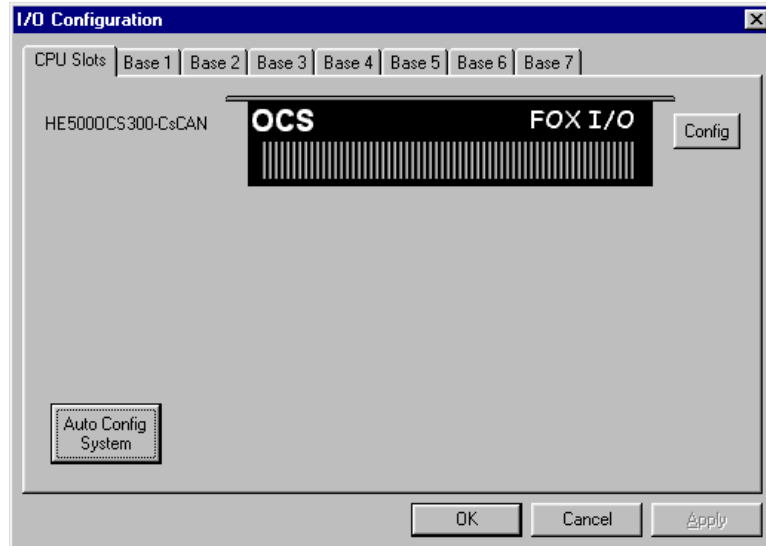 I/O Configuration
CPU Slots Base 1 Base 2 Base 3 Base 4 Base 5 Base 6 Base 7
HE500OCS300-CsCAN OCS FOX I/O Config
Auto Config
System
OK Cancel Apply